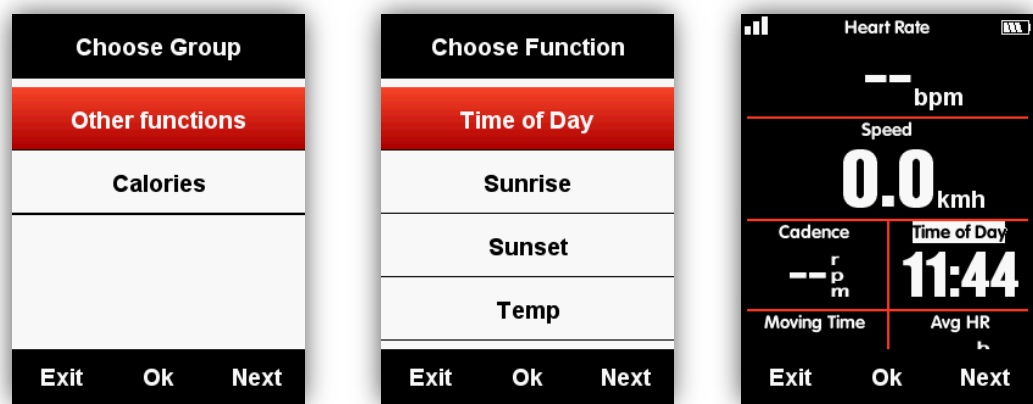 Choose Group
Other functions
Calories
Exit Ok Next
Choose Function
Time of Day
Sunrise
Sunset
Temp
Exit Ok Next
Heart Rate
-- bpm
Speed
0.0 kmh
Cadence Time of Day
-- rpm 11:44
Moving Time Avg HR
Exit Ok Next